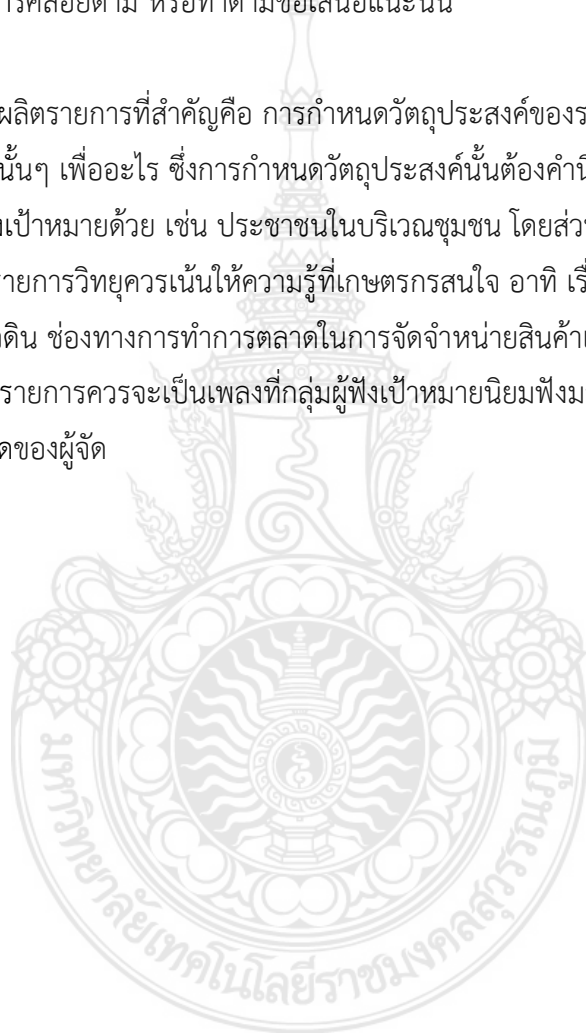 ารคล้อยตาม หรือทำตามข้อเสนอแนะนั้น
ผลิตรายการที่สำคัญคือ การกำหนดวัตถุประสงค์ของร
นั้นๆ เพื่ออะไร ซึ่งการกำหนดวัตถุประสงค์นั้นต้องคำนึ
งเป้าหมายด้วย เช่น ประชาชนในบริเวณชุมชน โดยส่ว
รายการวิทยุควรเน้นให้ความรู้ที่เกษตรกรสนใจ อาทิ เรื่
งดิน ช่องทางการทำการตลาดในการจัดจำหน่ายสินค้าเ
รายการควรจะเป็นเพลงที่กลุ่มผู้ฟังเป้าหมายนิยมฟังม
ดของผู้จัด
มหาวิทยาลัยเทคโนโลยีราชมงคลสุวรรณภูมิ